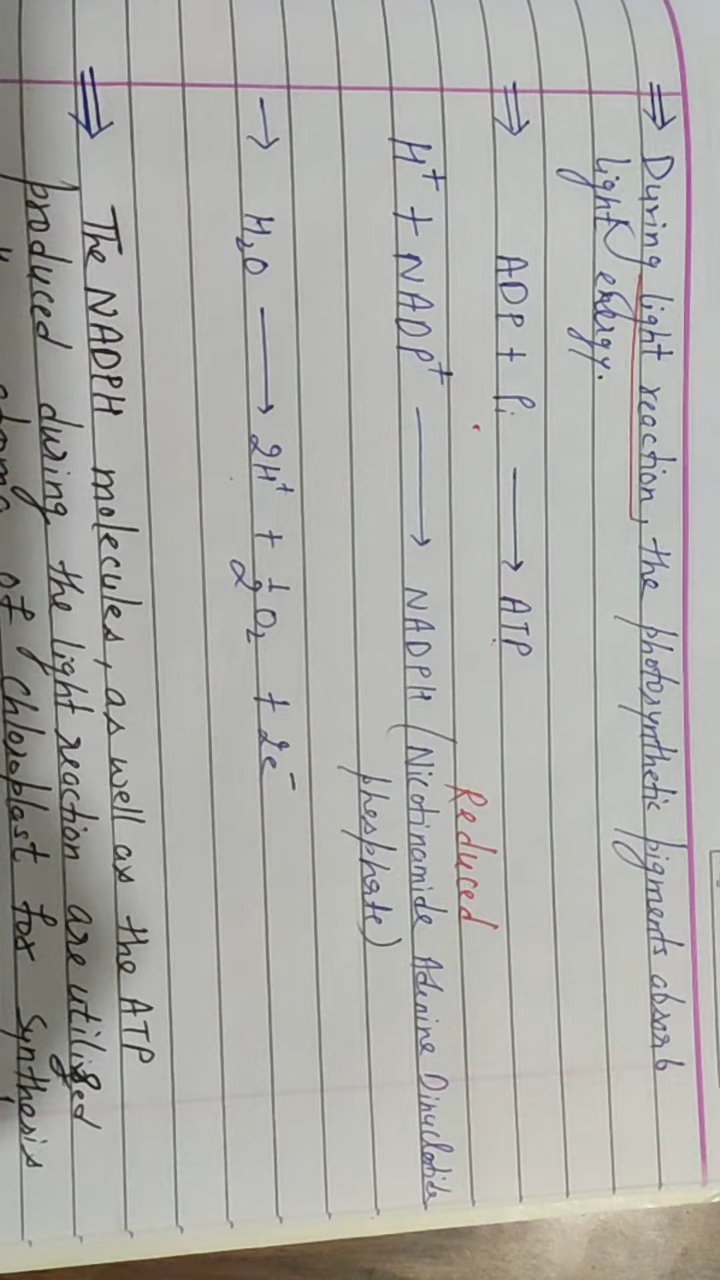 ⇒ During light reaction, the photosynthetic pigments absorb
light energy.
⇒ ADP + Pi ⟶ ATP
Reduced
H⁺ + NADP⁺ ⟶ NADPH (Nicotinamide Adinine Dinucleotide
phosphate)
→ H₂O ⟶ 2H⁺ + ½O₂ + 2e⁻
⇒ The NADPH molecules, as well as the ATP
produced during the light reaction are utilized
of chloroplast for synthesis